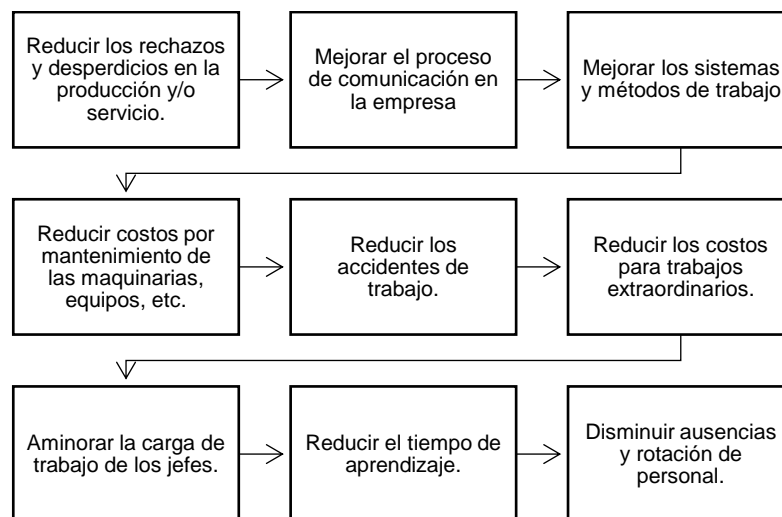 Reducir los rechazos
y desperdicios en la
producción y/o
servicio.
Mejorar el proceso
de comunicación en
la empresa
Mejorar los sistemas
y métodos de trabajo
Reducir costos por
mantenimiento de
las maquinarias,
equipos, etc.
Reducir los
accidentes de
trabajo.
Reducir los costos
para trabajos
extraordinarios.
Aminorar la carga de
trabajo de los jefes.
Reducir el tiempo de
aprendizaje.
Disminuir ausencias
y rotación de
personal.